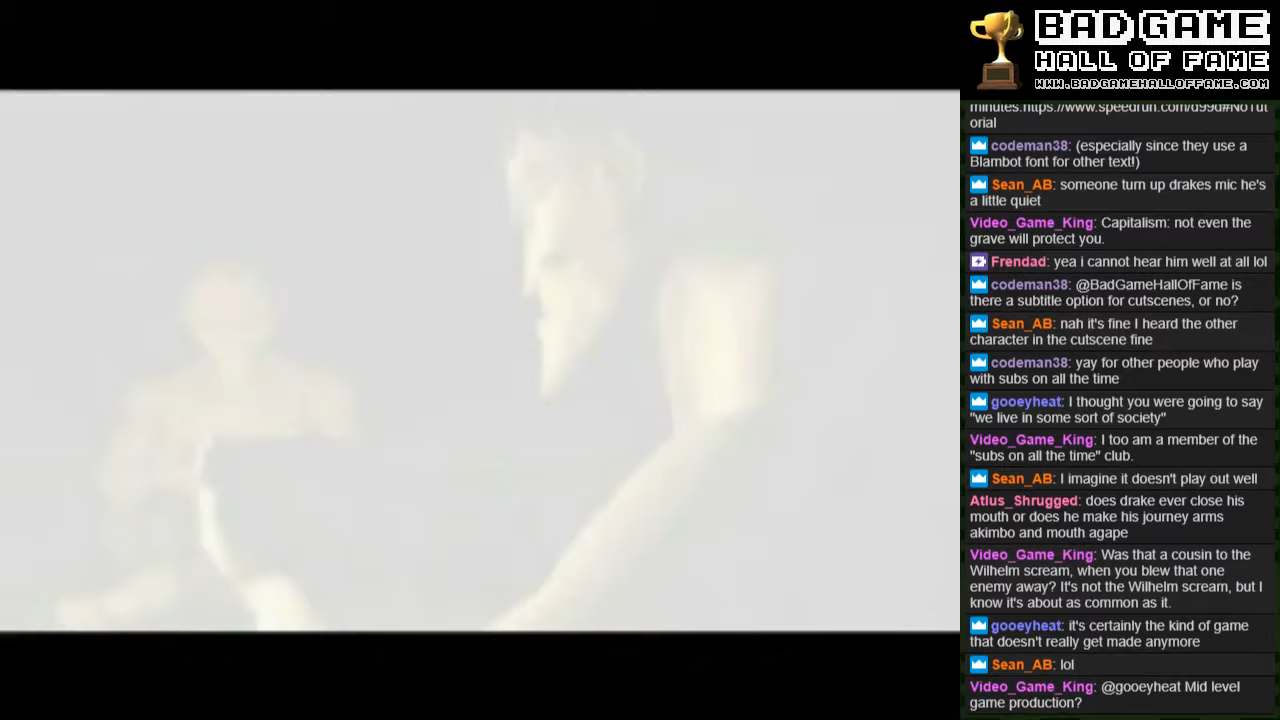 BAD GAME
HALL OF FAME
WWW.BADGAMEHALLOFFAME.COM
minutes.https://www.speedrun.com/d99d#NoTut
orial
codeman38: (especially since they use a
Blambot font for other text!)
Sean_AB: someone turn up drakes mic he's
a little quiet
Video_Game_King: Capitalism: not even the
grave will protect you.
Frendad: yea i cannot hear him well at all lol
codeman38: @BadGameHallOfFame is
there a subtitle option for cutscenes, or no?
Sean_AB: nah it's fine I heard the other
character in the cutscene fine
codeman38: yay for other people who play
with subs on all the time
gooeyheat: I thought you were going to say
"we live in some sort of society"
Video_Game_King: I too am a member of the
"subs on all the time" club.
Sean_AB: I imagine it doesn't play out well
Atlus_Shrugged: does drake ever close his
mouth or does he make his journey arms
akimbo and mouth agape
Video_Game_King: Was that a cousin to the
Wilhelm scream, when you blew that one
enemy away? It's not the Wilhelm scream, but I
know it's about as common as it.
gooeyheat: it's certainly the kind of game
that doesn't really get made anymore
Sean_AB: lol
Video_Game_King: @gooeyheat Mid level
game production?